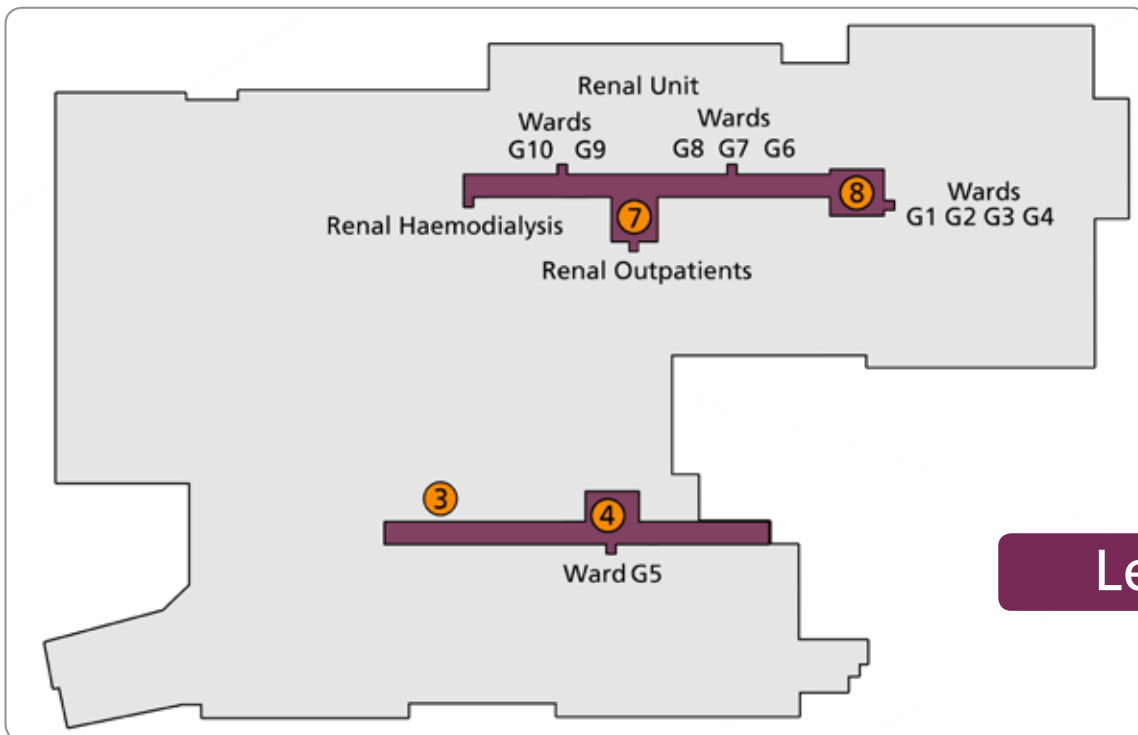 Renal Unit
Wards
G10 G9
Wards
G8 G7 G6
8
Wards
G1 G2 G3 G4
7
Renal Haemodialysis
Renal Outpatients
3
4
Ward G5
Le